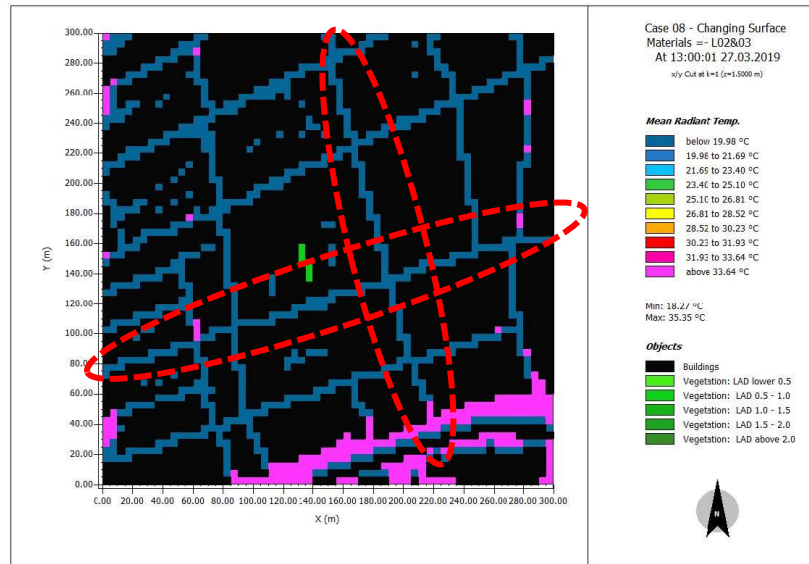 Case 08 - Changing Surface
Materials =- L02&03
At 13:00:01 27.03.2019
x/y Cut at k=1 (z=1.5000 m)
Mean Radiant Temp.
below 19.98 °C
19.98 to 21.69 °C
21.69 to 23.40 °C
23.40 to 25.10 °C
25.10 to 26.81 °C
26.81 to 28.52 °C
28.52 to 30.23 °C
30.23 to 31.93 °C
31.93 to 33.64 °C
above 33.64 °C
Min: 18.27 °C
Max: 35.35 °C
Objects
Buildings
Vegetation: LAD lower 0.5
Vegetation: LAD 0.5 - 1.0
Vegetation: LAD 1.0 - 1.5
Vegetation: LAD 1.5 - 2.0
Vegetation: LAD above 2.0
N
300.00
280.00
260.00
240.00
220.00
200.00
180.00
160.00
140.00
120.00
100.00
80.00
60.00
40.00
20.00
0.00
Y (m)
0.00 20.00 40.00 60.00 80.00 100.00 120.00 140.00 160.00 180.00 200.00 220.00 240.00 260.00 280.00 300.00
X (m)